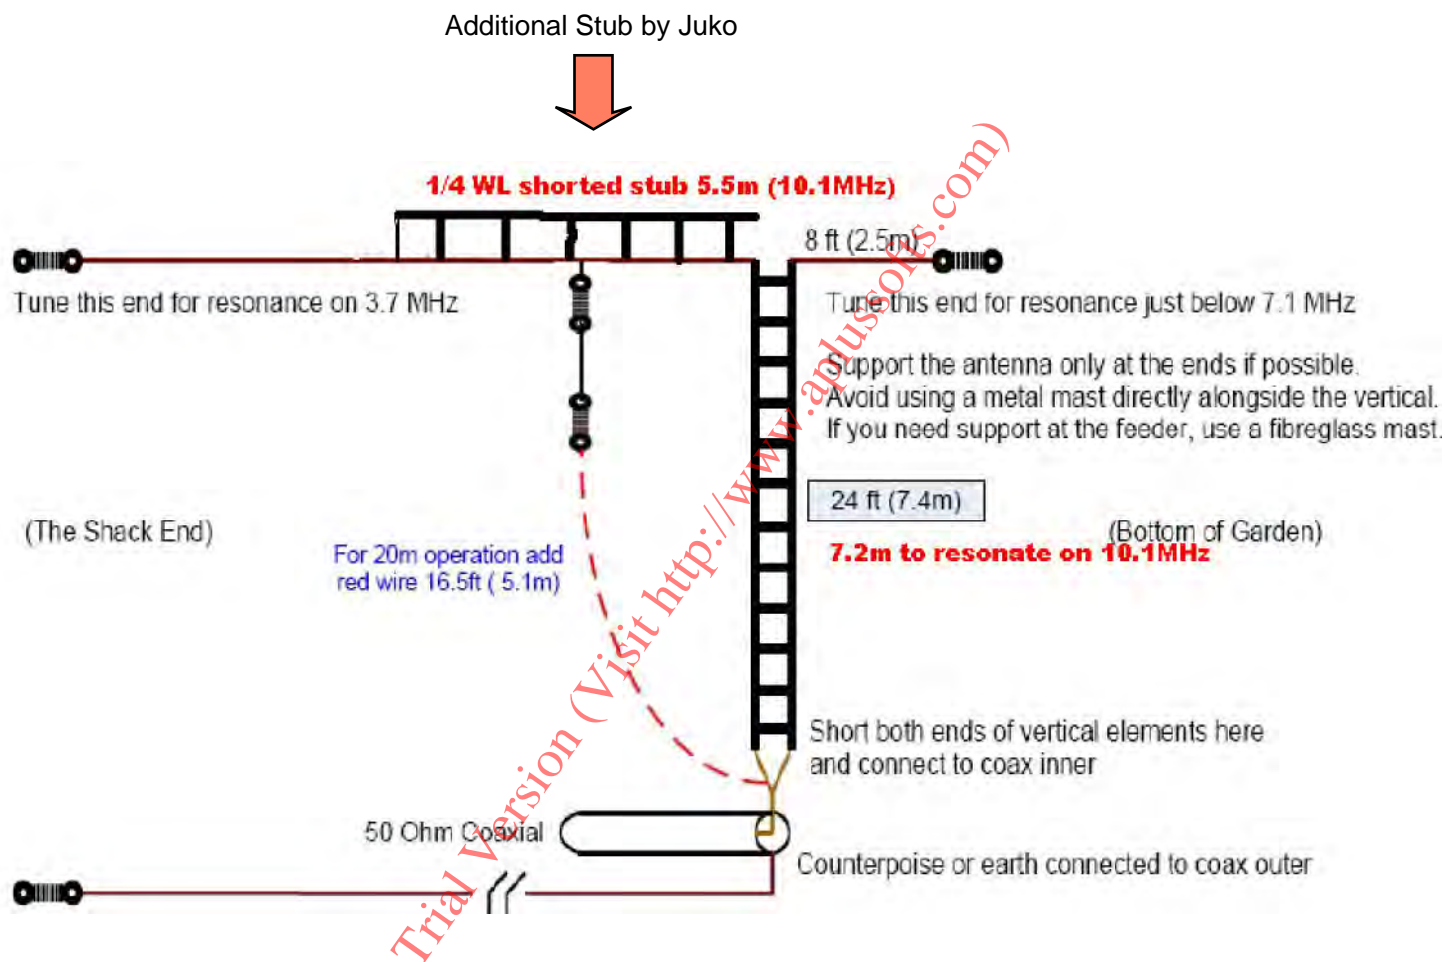 Additional Stub by Juko
1/4 WL shorted stub 5.5m (10.1MHz)
8 ft (2.5m)
Tune this end for resonance on 3.7 MHz
Tune this end for resonance just below 7.1 MHz
Support the antenna only at the ends if possible.
Avoid using a metal mast directly alongside the vertical.
If you need support at the feeder, use a fibreglass mast.
24 ft (7.4m)
(The Shack End)
(Bottom of Garden)
7.2m to resonate on 10.1MHz
For 20m operation add
red wire 16.5ft ( 5.1m)
Short both ends of vertical elements here
and connect to coax inner
50 Ohm Coaxial
Counterpoise or earth connected to coax outer
Trial Version (Visit http://www.aplussofts.com)